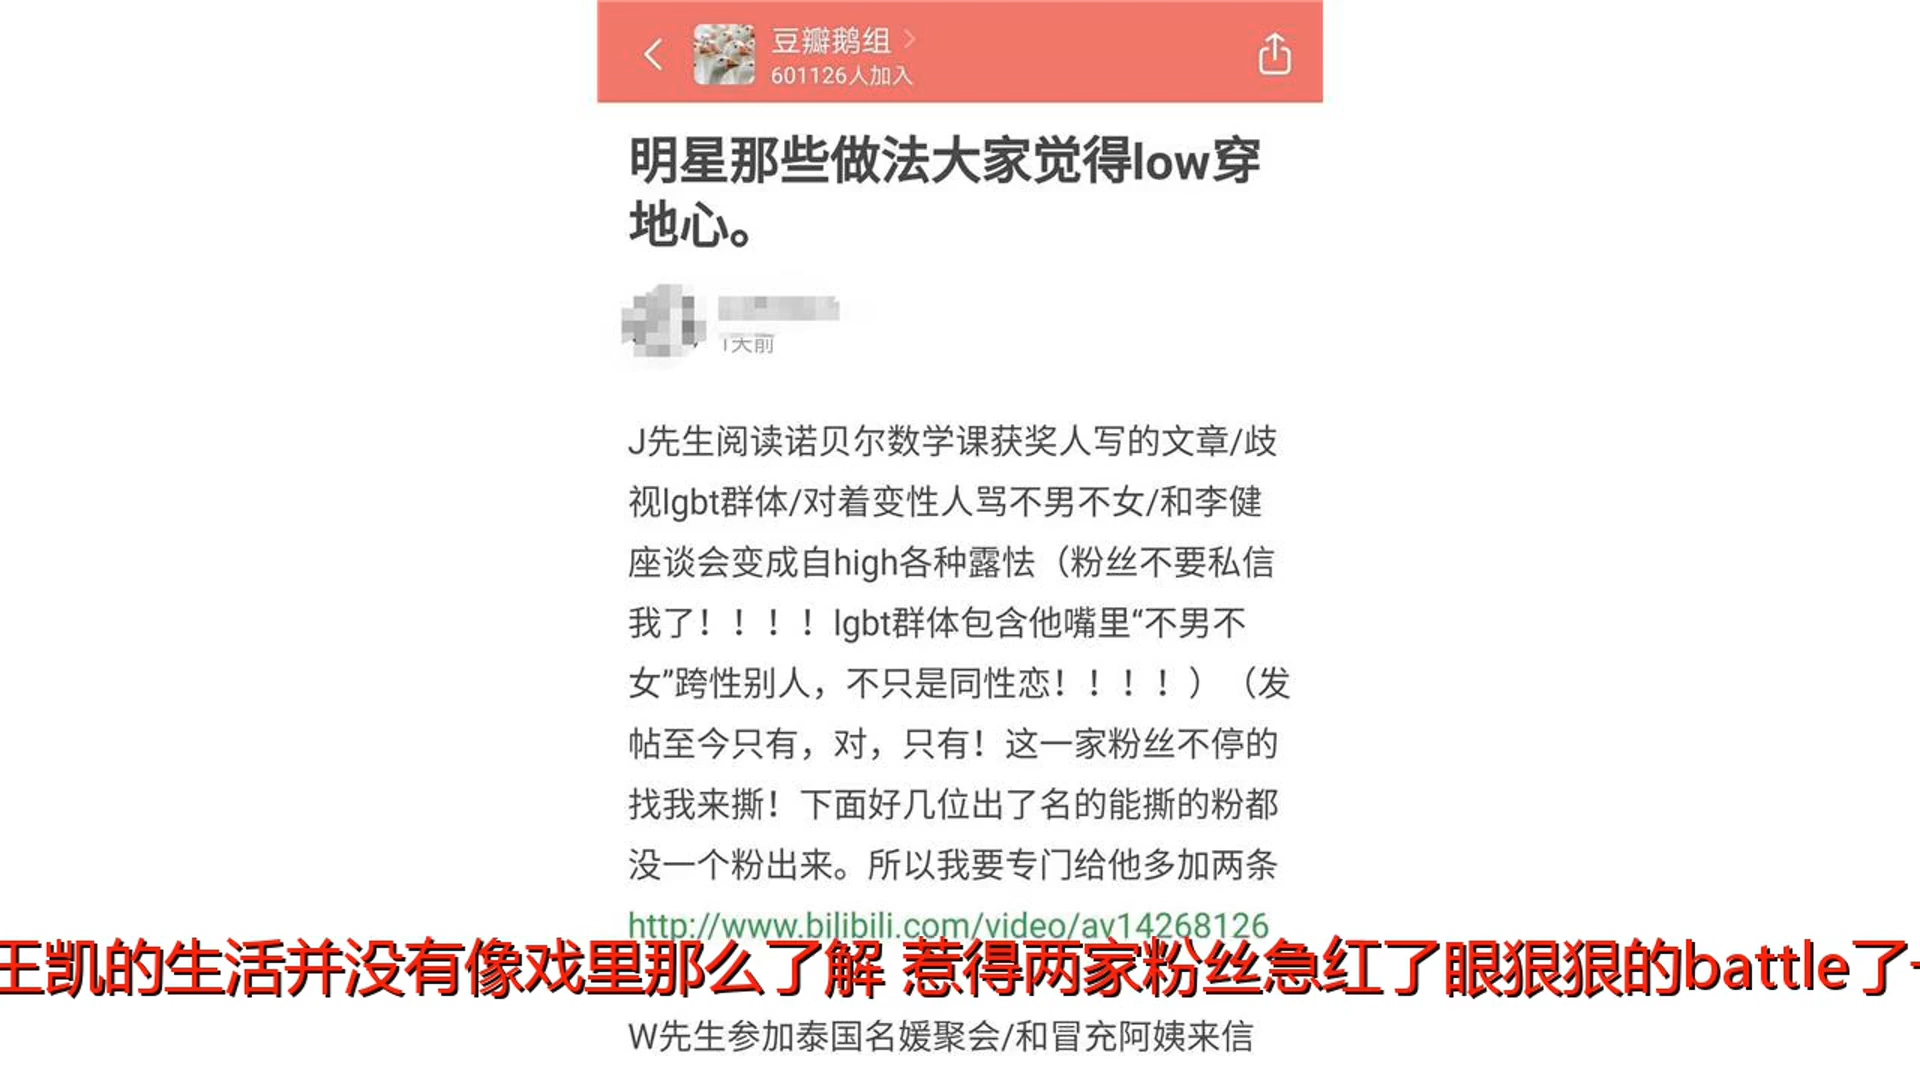 豆瓣鹅组
601126人加入
明星那些做法大家觉得low穿
地心。
1天前
J先生阅读诺贝尔数学课获奖人写的文章/歧
视lgbt群体/对着变性人骂不男不女/和李健
座谈会变成自high各种露怯（粉丝不要私信
我了！！！！lgbt群体包含他嘴里“不男不
女”跨性别人，不只是同性恋！！！！）（发
帖至今只有，对，只有！这一家粉丝不停的
找我来撕！下面好几位出了名的能撕的粉都
没一个粉出来。所以我要专门给他多加两条
http://www.bilibili.com/video/av14268126
王凯的生活并没有像戏里那么了解 惹得两家粉丝急红了眼狠狠的battle了
W先生参加泰国名媛聚会/和冒充阿姨来信